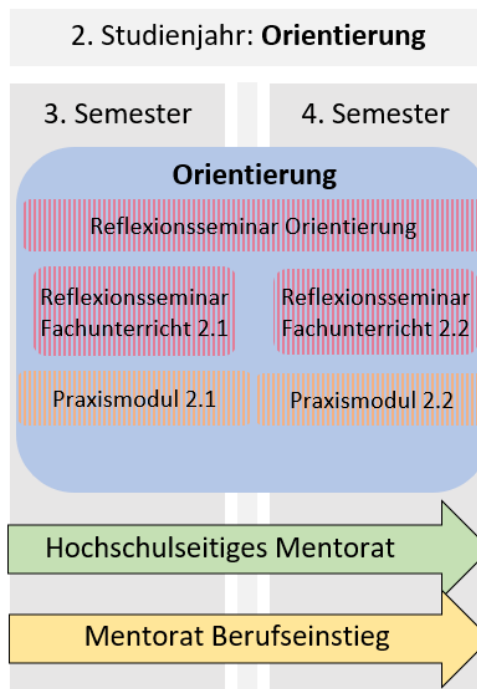 2. Studienjahr: Orientierung
3. Semester
4. Semester
Orientierung
Reflexionsseminar Orientierung
Reflexionsseminar
Fachunterricht 2.1
Reflexionsseminar
Fachunterricht 2.2
Praxismodul 2.1
Praxismodul 2.2
Hochschulseitiges Mentorat
Mentorat Berufseinstieg